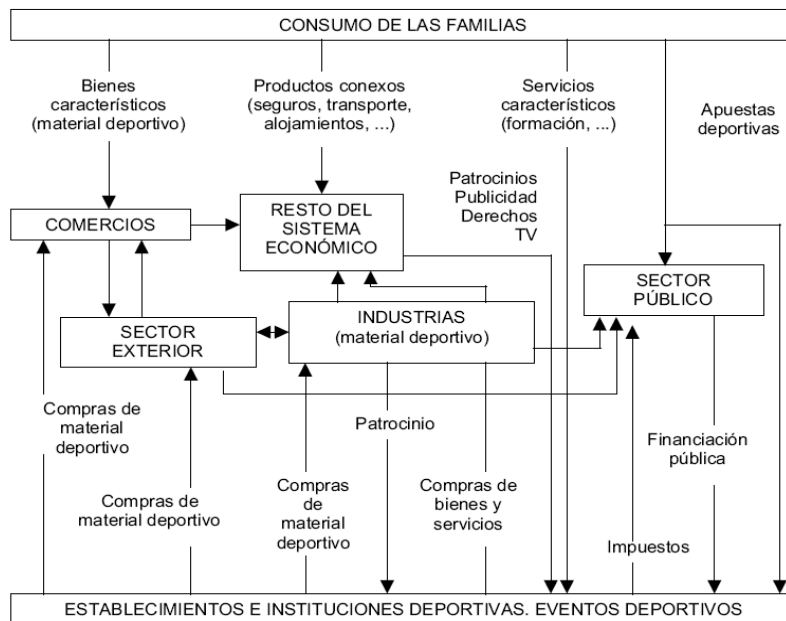 CONSUMO DE LAS FAMILIAS
Bienes
característicos
(material deportivo)
Productos conexos
(seguros, transporte,
alojamientos, ...)
Servicios
característicos
(formación, ...)
Apuestas
deportivas
Patrocinios
Publicidad
Derechos
TV
COMERCIOS
RESTO DEL
SISTEMA
ECONÓMICO
SECTOR
PÚBLICO
SECTOR
EXTERIOR
INDUSTRIAS
(material deportivo)
Compras de
material
deportivo
Patrocinio
Financiación
pública
Compras de
material deportivo
Compras
de
material
deportivo
Compras de
bienes y
servicios
Impuestos
ESTABLECIMIENTOS E INSTITUCIONES DEPORTIVAS. EVENTOS DEPORTIVOS